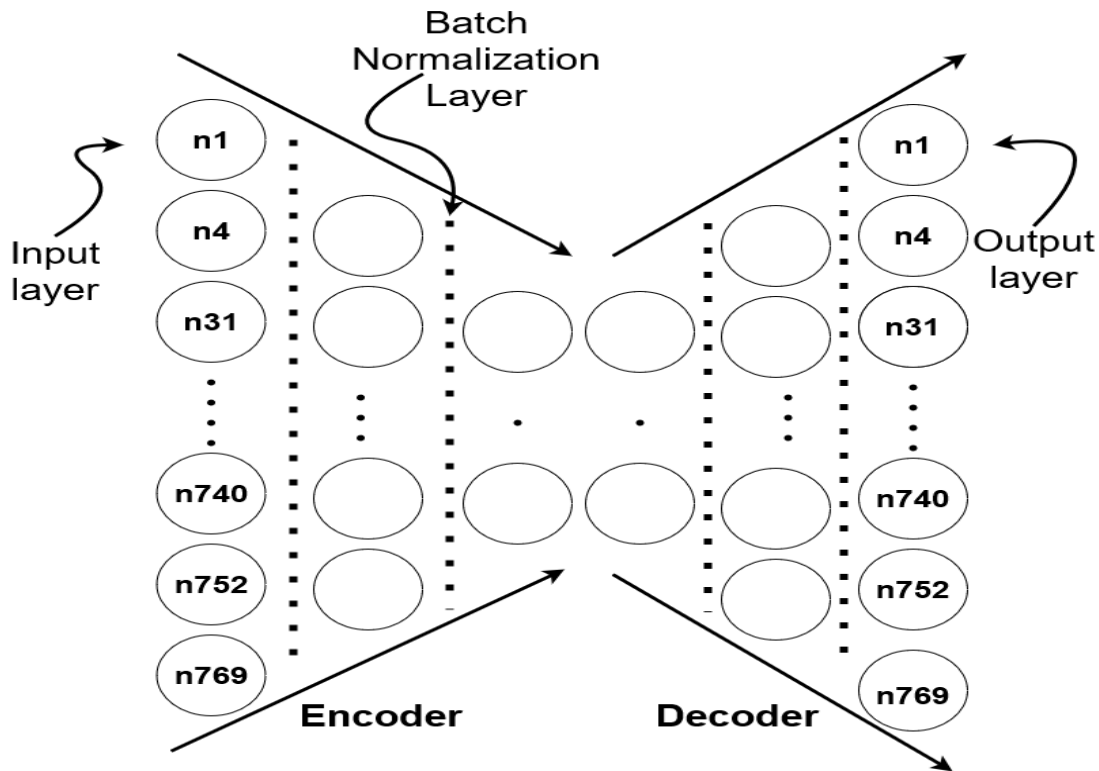 Batch
Normalization
Layer
n1
n4
n31
n740
n752
n769
Input
layer
n1
n4
n31
n740
n752
n769
Output
layer
Encoder
Decoder